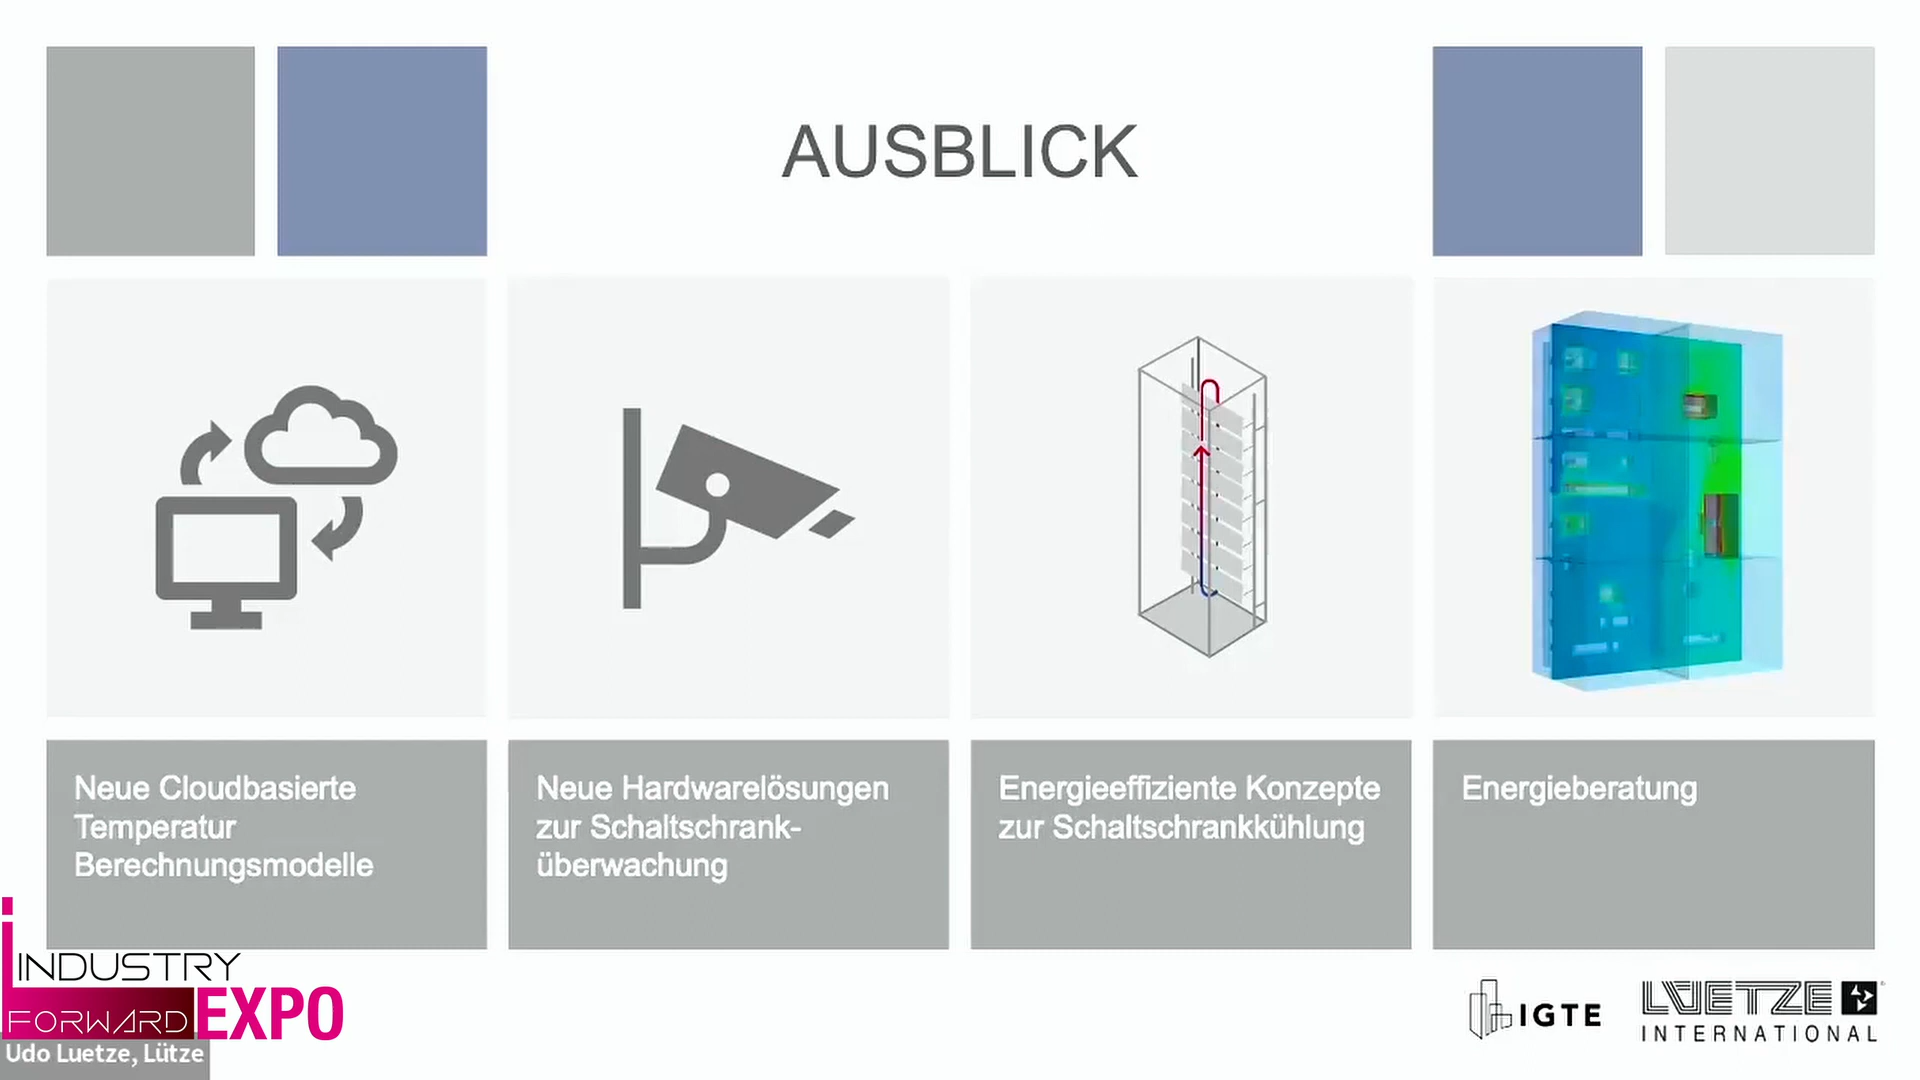 AUSBLICK
Neue Cloudbasierte
Temperatur
Berechnungsmodelle
Neue Hardwarelösungen
zur Schaltschrank-
überwachung
Energieeffiziente Konzepte
zur Schaltschrankkühlung
Energieberatung
INDUSTRY
FORWARD EXPO
Udo Luetze, Lütze
IGTE
LUETZE
INTERNATIONAL